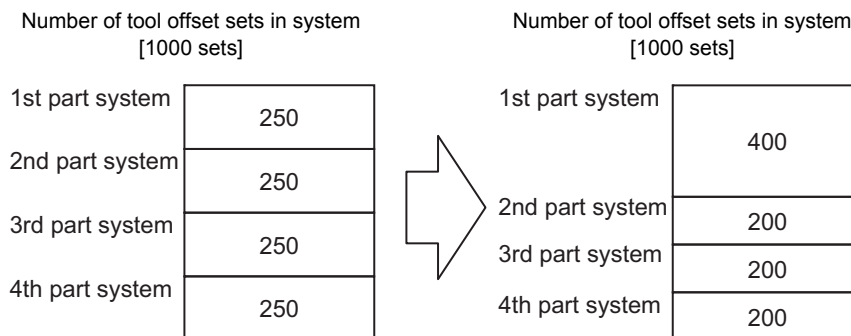 Number of tool offset sets in system
[1000 sets]
1st part system
250
2nd part system
250
3rd part system
250
4th part system
250
Number of tool offset sets in system
[1000 sets]
1st part system
400
2nd part system
200
3rd part system
200
4th part system
200